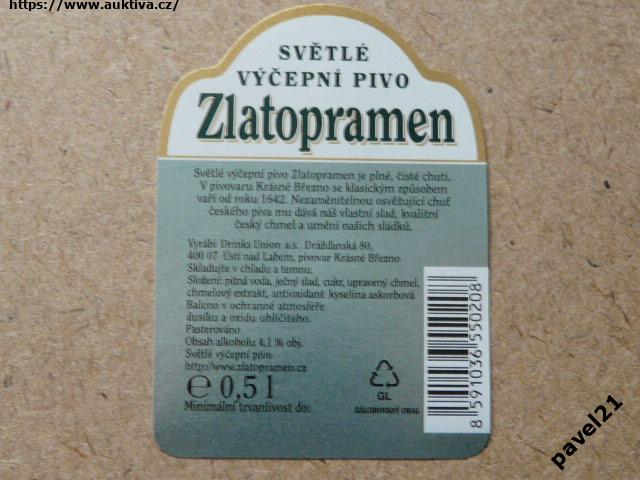 https://www.auktiva.cz/
SVĚTLÉ
VÝČEPNÍ PIVO
Zlatopramen
Světlé výčepní pivo Zlatopramen je plné, čisté chuti.
V pivovaru Krásné Březno se klasickým způsobem
vaří od roku 1642. Nezaměnitelnou osvěžující chuť
českého piva mu dává náš vlastní slad, kvalitní
český chmel a umění našich sládků.
Vyrábí: Drinks Union a.s., Drážďanská 80,
400 07 Ústí nad Labem, pivovar Krásné Březno
Skladujte v chladu a temnu.
Složení: pitná voda, ječný slad, cukr, upravený chmel,
chmelový extrakt, antioxidant: kyselina askorbová
Baleno v ochranné atmosféře
dusíku a oxidu uhličitého.
Pasterováno
Obsah alkoholu 4,1 % obj.
Světlé výčepní pivo
http://www.zlatopramen.cz
℮ 0,5 l
Minimální trvanlivost do:
GL
ZÁLOHOVANÝ OBAL
8 591036 550208
pavel21